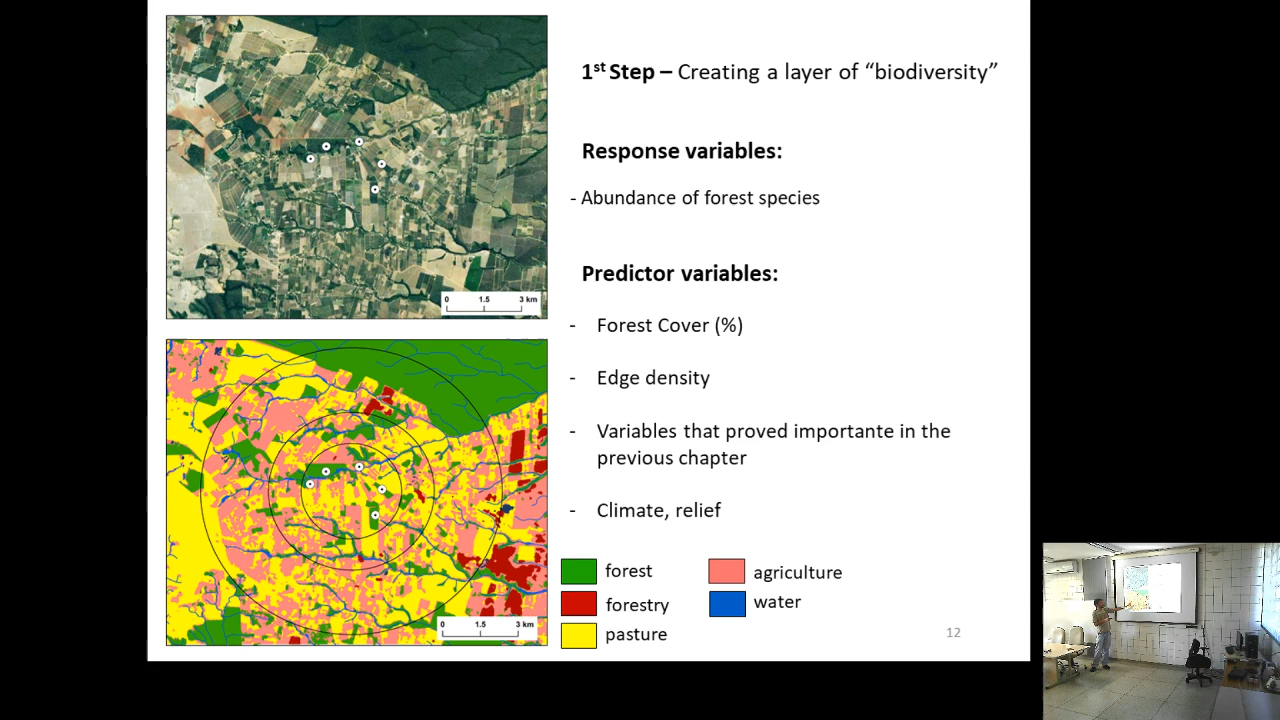 1st Step – Creating a layer of “biodiversity”
Response variables:
- Abundance of forest species
Predictor variables:
- Forest Cover (%)
- Edge density
- Variables that proved importante in the
previous chapter
- Climate, relief
0 1.5 3 km
0 1.5 3 km
forest
agriculture
forestry
water
pasture
12